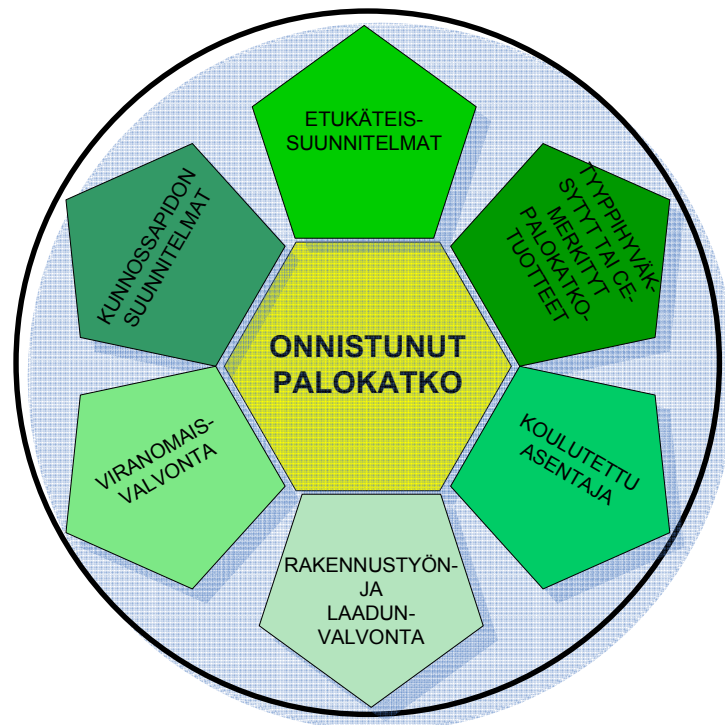 ETUKÄTEIS-
SUUNNITELMAT
TYYPPIHYVÄK-
SYTYT TAI CE-
MERKITYT
PALOKATKO-
TUOTTEET
KUNNOSSAPIDON
SUUNNITELMAT
ONNISTUNUT
PALOKATKO
KOULUTETTU
ASENTAJA
VIRANOMAIS-
VALVONTA
RAKENNUSTYÖN-
JA
LAADUN-
VALVONTA